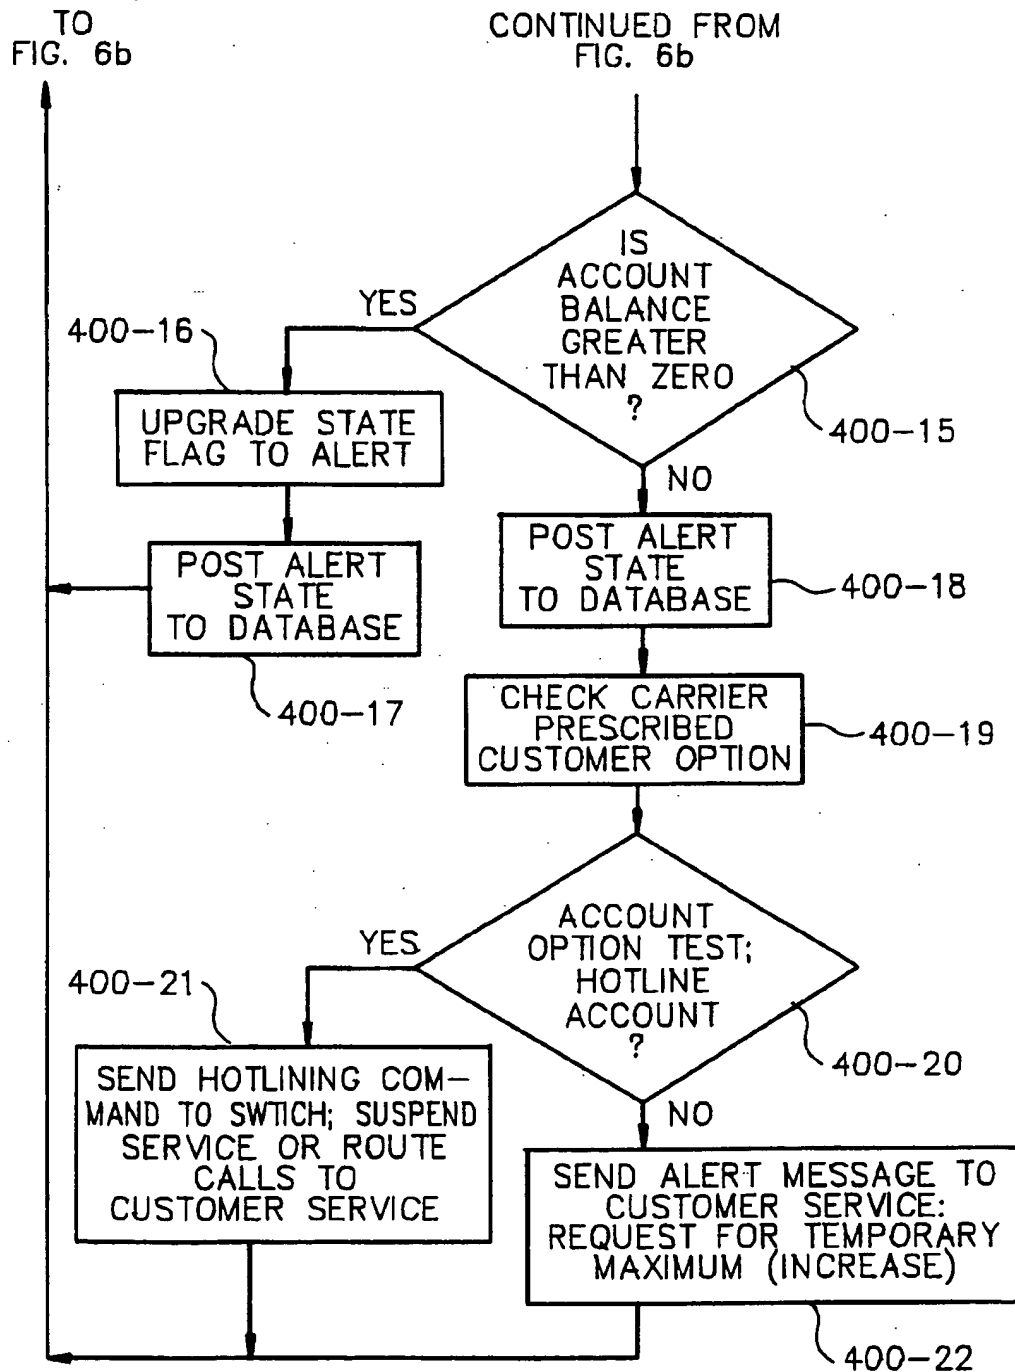 TO
FIG. 6b
CONTINUED FROM
FIG. 6b
IS
ACCOUNT
BALANCE
GREATER
THAN ZERO
?
400-15
YES
400-16
UPGRADE STATE
FLAG TO ALERT
NO
POST ALERT
STATE
TO DATABASE
400-17
POST ALERT
STATE
TO DATABASE
400-18
CHECK CARRIER
PRESCRIBED
CUSTOMER OPTION
400-19
ACCOUNT
OPTION TEST;
HOTLINE
ACCOUNT
?
400-20
YES
400-21
SEND HOTLINING COM-
MAND TO SWTICH; SUSPEND
SERVICE OR ROUTE
CALLS TO
CUSTOMER SERVICE
NO
SEND ALERT MESSAGE TO
CUSTOMER SERVICE:
REQUEST FOR TEMPORARY
MAXIMUM (INCREASE)
400-22